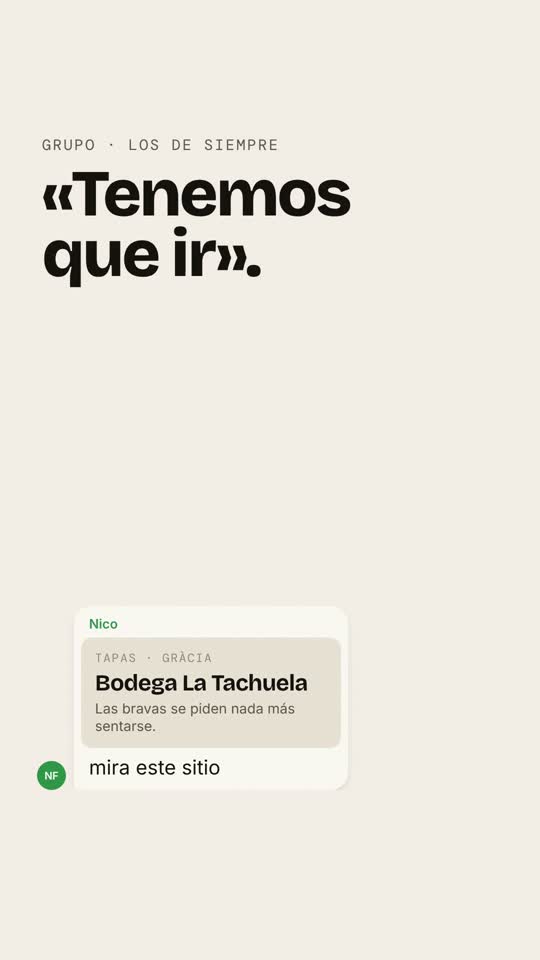 GRUPO · LOS DE SIEMPRE
«Tenemos
que ir».
Nico
TAPAS · GRÀCIA
Bodega La Tachuela
Las bravas se piden nada más
sentarse.
mira este sitio
NF